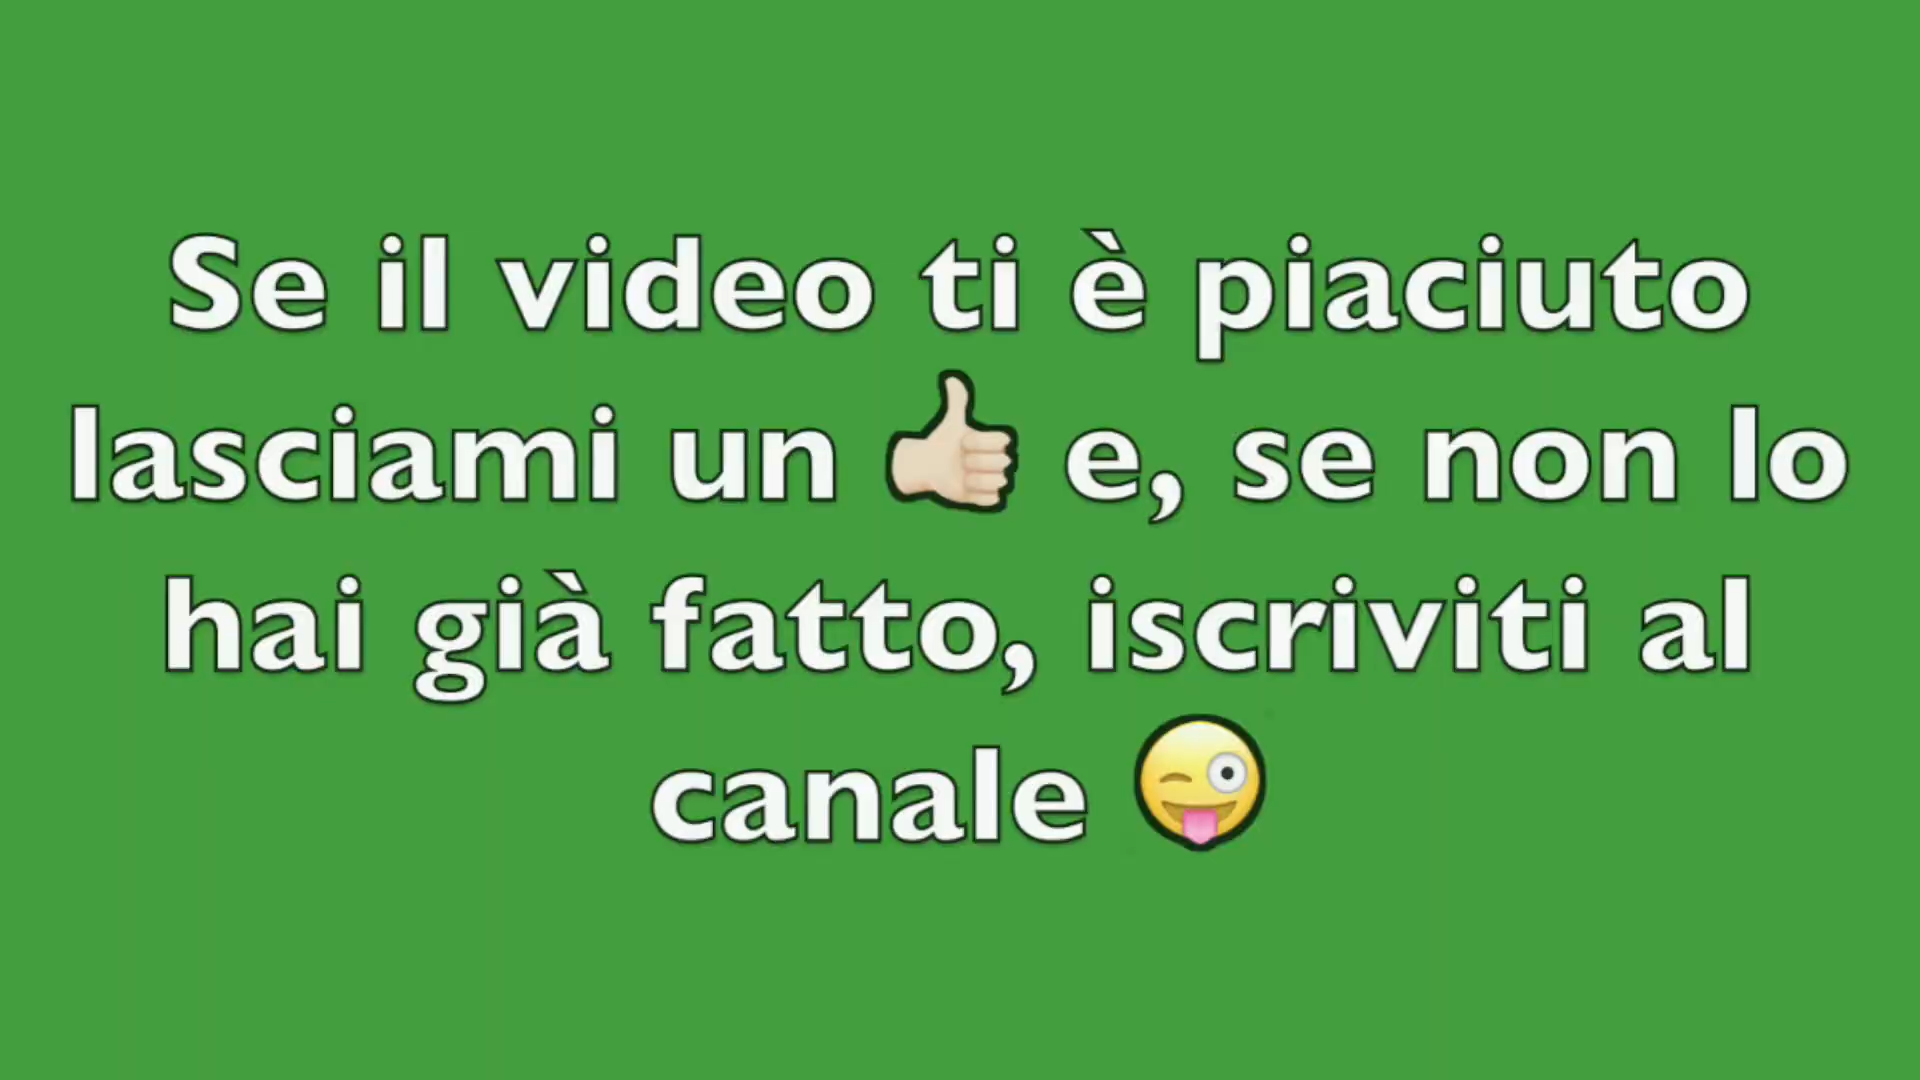 Se il video ti è piaciuto
lasciami un 👍🏻 e, se non lo
hai già fatto, iscriviti al
canale 😜